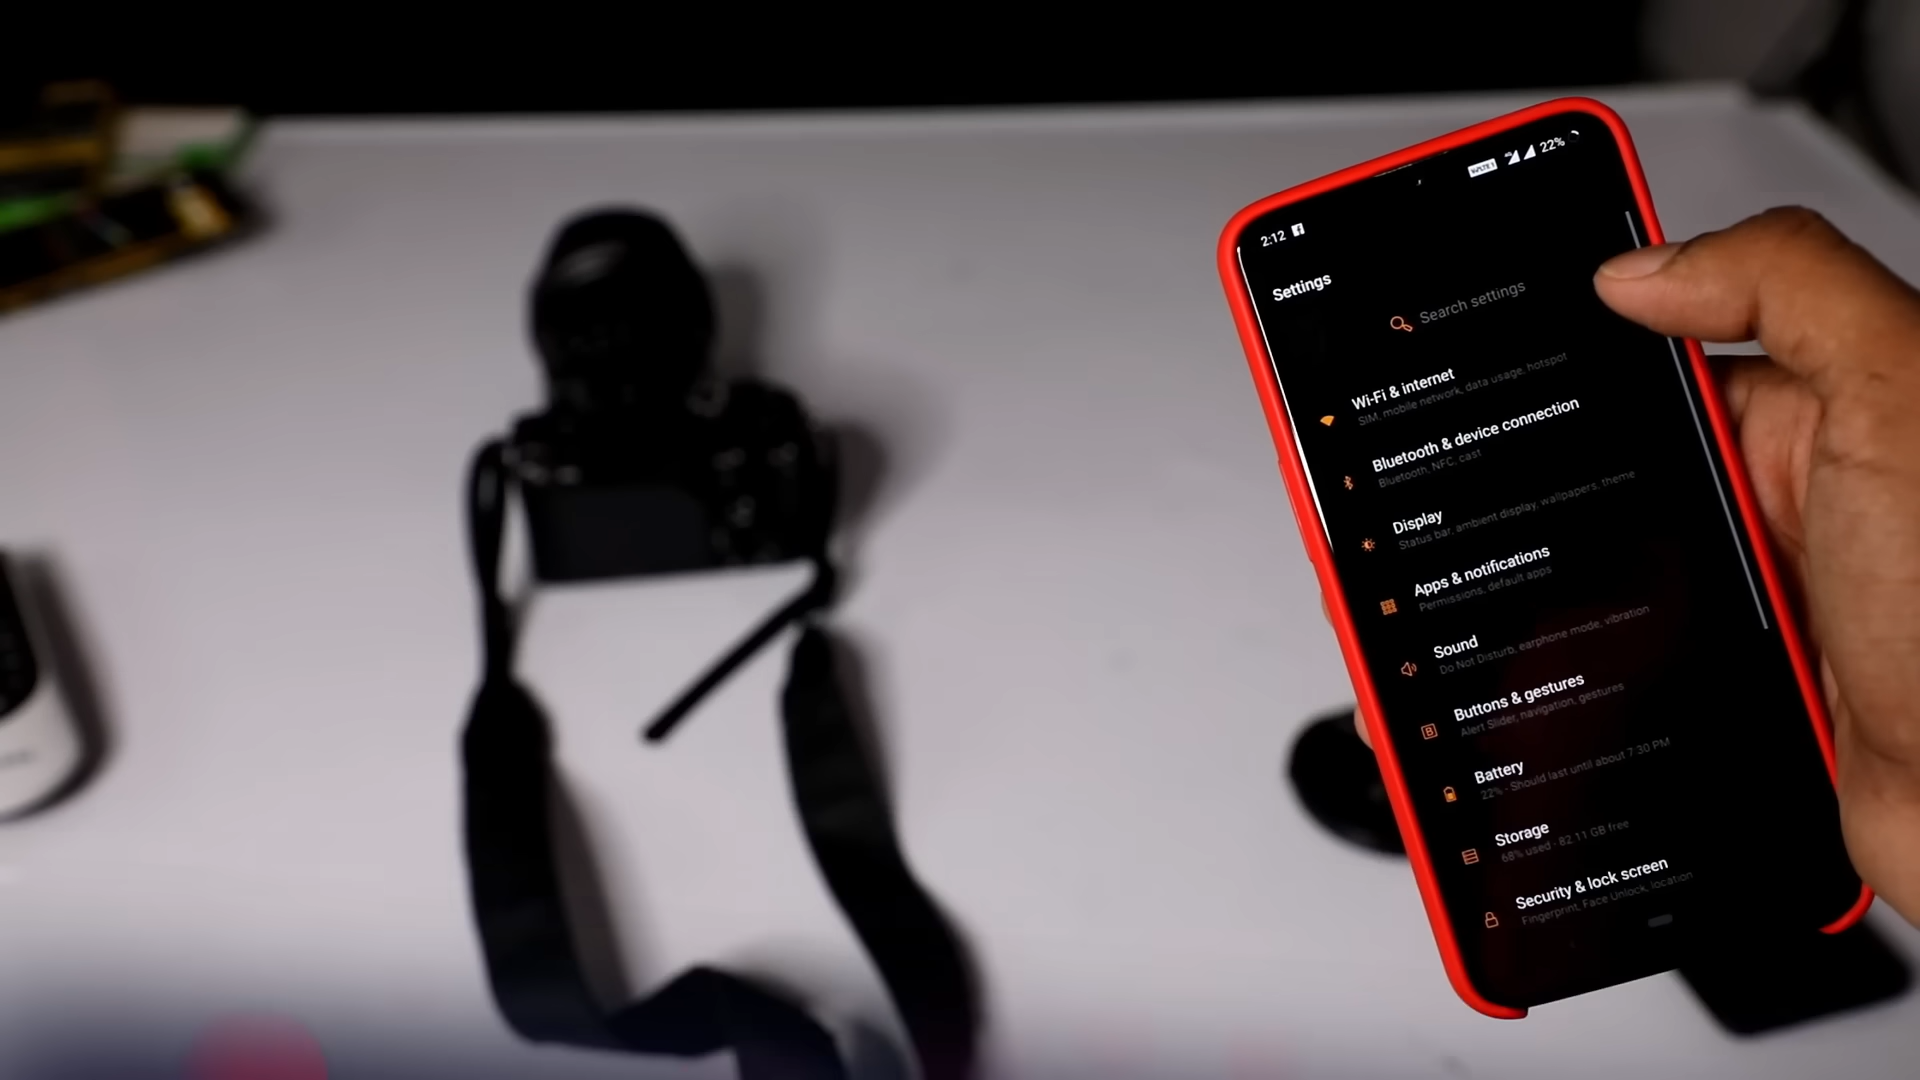 2:12
22%
Settings
Search settings
Wi-Fi & internet
SIM, mobile network, data usage, hotspot
Bluetooth & device connection
Bluetooth, NFC, cast
Display
Status bar, ambient display, wallpapers, theme
Apps & notifications
Permissions, default apps
Sound
Do Not Disturb, earphone mode, vibration
Buttons & gestures
Alert Slider, navigation, gestures
Battery
22% - Should last until about 7:30 PM
Storage
68% used - 82.11 GB free
Security & lock screen
Fingerprint, Face Unlock, location